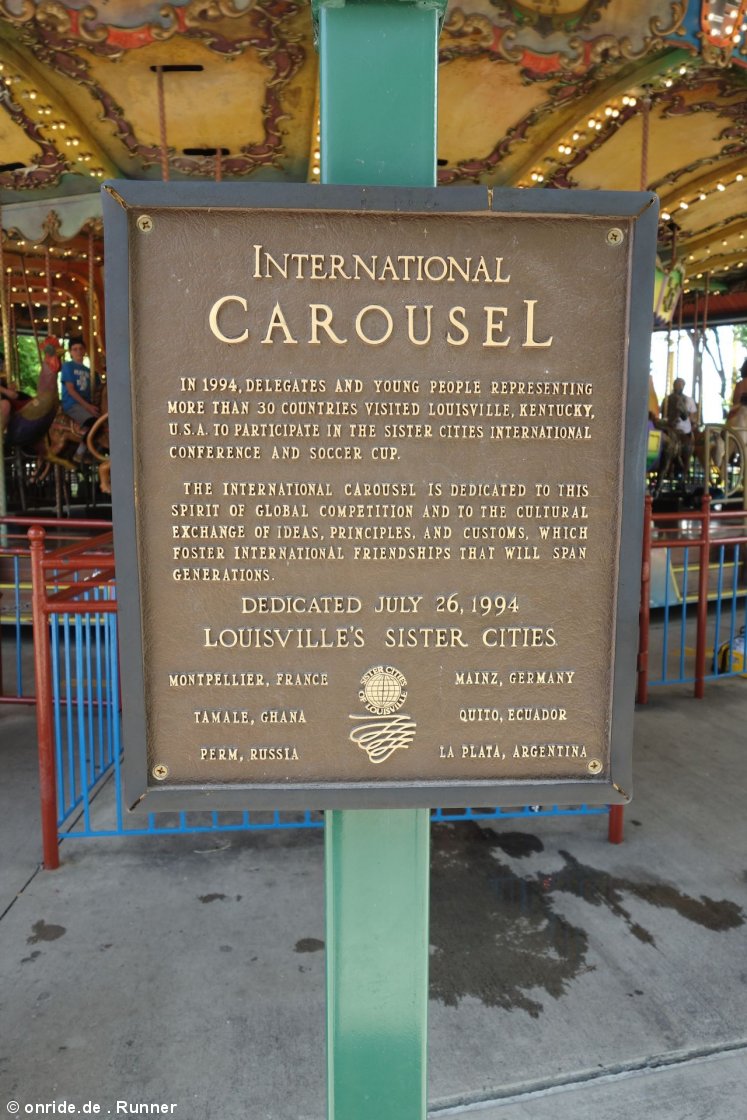 INTERNATIONAL
CAROUSEL
IN 1994, DELEGATES AND YOUNG PEOPLE REPRESENTING
MORE THAN 30 COUNTRIES VISITED LOUISVILLE, KENTUCKY,
U.S.A. TO PARTICIPATE IN THE SISTER CITIES INTERNATIONAL
CONFERENCE AND SOCCER CUP.
THE INTERNATIONAL CAROUSEL IS DEDICATED TO THIS
SPIRIT OF GLOBAL COMPETITION AND TO THE CULTURAL
EXCHANGE OF IDEAS, PRINCIPLES, AND CUSTOMS, WHICH
FOSTER INTERNATIONAL FRIENDSHIPS THAT WILL SPAN
GENERATIONS.
DEDICATED JULY 26, 1994
LOUISVILLE'S SISTER CITIES
MONTPELLIER, FRANCE
TAMALE, GHANA
PERM, RUSSIA
SISTER CITIES
OF LOUISVILLE
MAINZ, GERMANY
QUITO, ECUADOR
LA PLATA, ARGENTINA
© onride.de . Runner